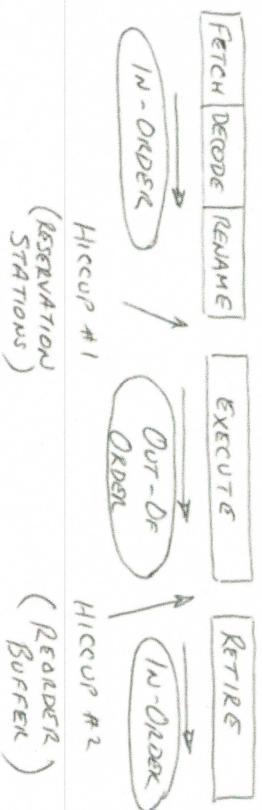 FETCH DECODE RENAME
EXECUTE
RETIRE
IN-ORDER
OUT-OF
ORDER
IN-ORDER
HICCUP #1
(RESERVATION
STATIONS)
HICCUP #2
(REORDER
BUFFER)